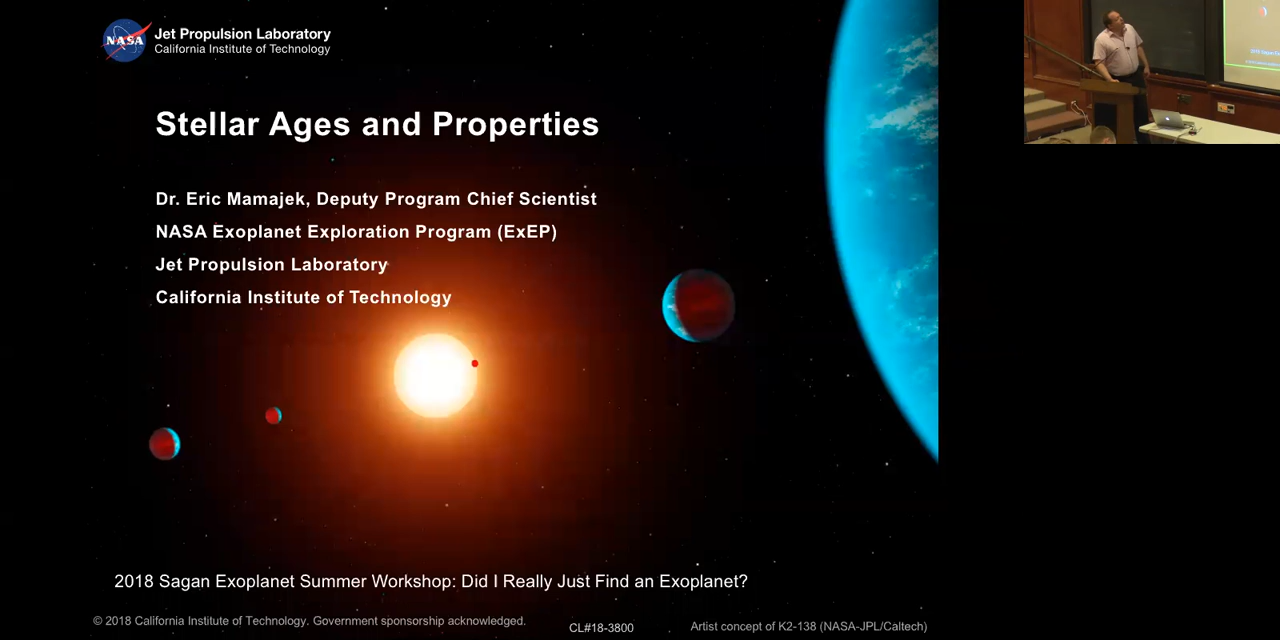 NASA
Jet Propulsion Laboratory
California Institute of Technology
Stellar Ages and Properties
Dr. Eric Mamajek, Deputy Program Chief Scientist
NASA Exoplanet Exploration Program (ExEP)
Jet Propulsion Laboratory
California Institute of Technology
2018 Sagan Exoplanet Summer Workshop: Did I Really Just Find an Exoplanet?
© 2018 California Institute of Technology. Government sponsorship acknowledged.
CL#18-3800
Artist concept of K2-138 (NASA-JPL/Caltech)